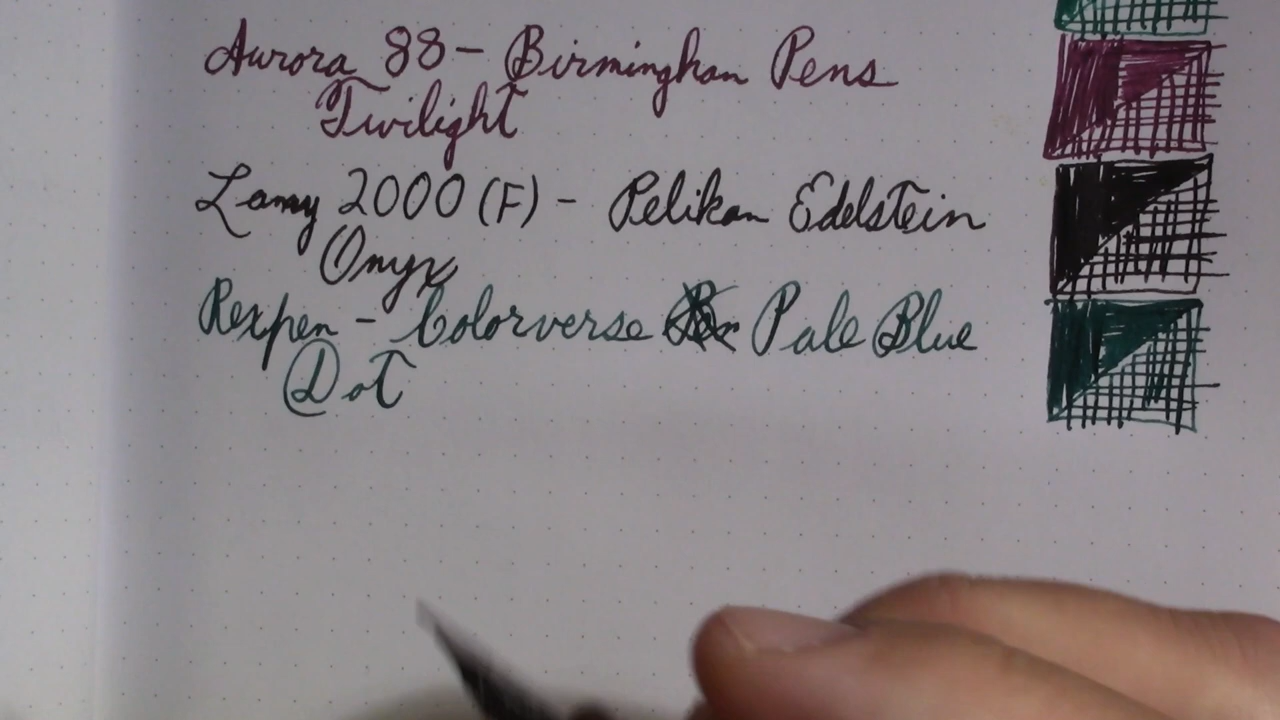 Aurora 88 - Birmingham Pens
Twilight
Lamy 2000 (F) - Pelikan Edelstein
Onyx
Rexpen - Colorverse Pale Blue
Dot